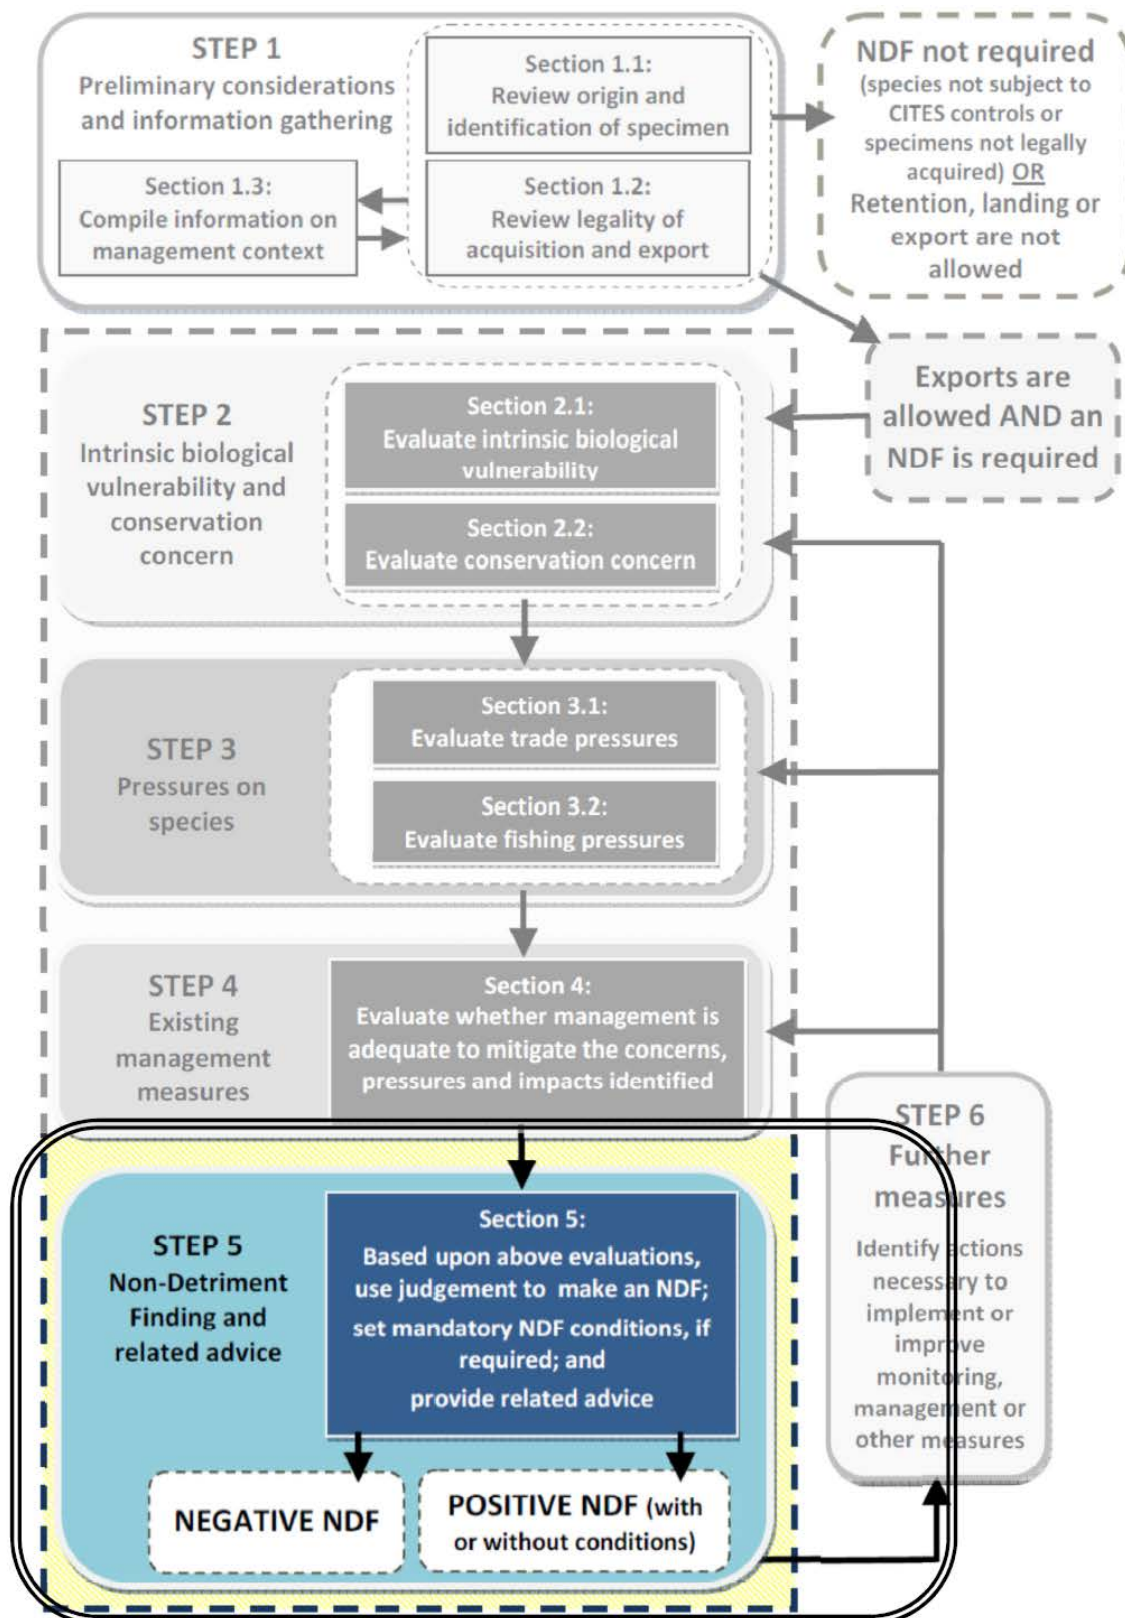 STEP 1
Preliminary considerations
and information gathering
Section 1.1:
Review origin and
identification of specimen
Section 1.3:
Compile information on
management context
Section 1.2:
Review legality of
acquisition and export
NDF not required
(species not subject to
CITES controls or
specimens not legally
acquired) OR
Retention, landing or
export are not
allowed
Exports are
allowed AND an
NDF is required
STEP 2
Intrinsic biological
vulnerability and
conservation
concern
Section 2.1:
Evaluate intrinsic biological
vulnerability
Section 2.2:
Evaluate conservation concern
STEP 3
Pressures on
species
Section 3.1:
Evaluate trade pressures
Section 3.2:
Evaluate fishing pressures
STEP 4
Existing
management
measures
Section 4:
Evaluate whether management is
adequate to mitigate the concerns,
pressures and impacts identified
STEP 5
Non-Detriment
Finding and
related advice
Section 5:
Based upon above evaluations,
use judgement to make an NDF;
set mandatory NDF conditions, if
required; and
provide related advice
NEGATIVE NDF
POSITIVE NDF (with
or without conditions)
STEP 6
Further
measures
Identify actions
necessary to
implement or
improve
monitoring,
management or
other measures